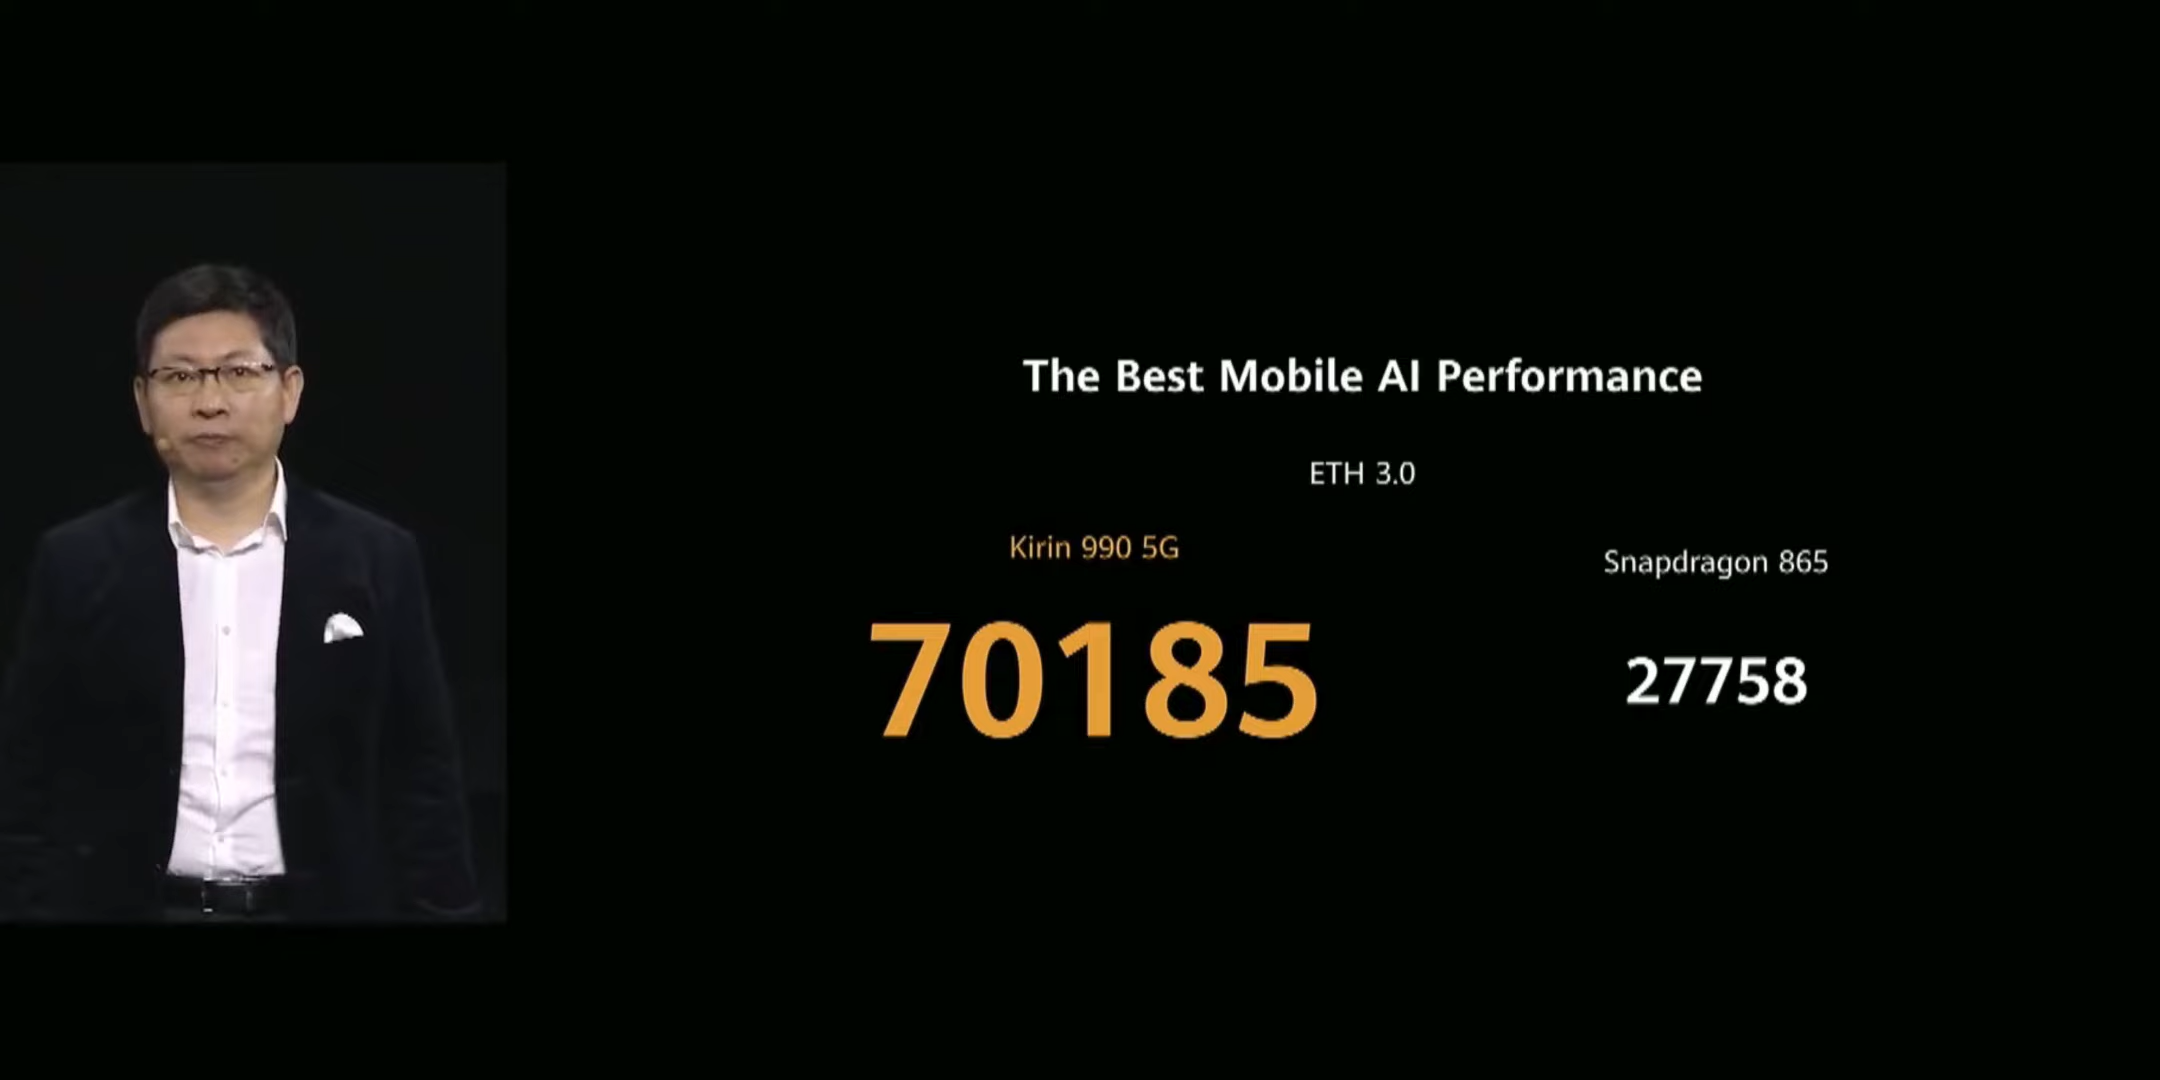 The Best Mobile AI Performance
ETH 3.0
Kirin 990 5G
Snapdragon 865
70185
27758